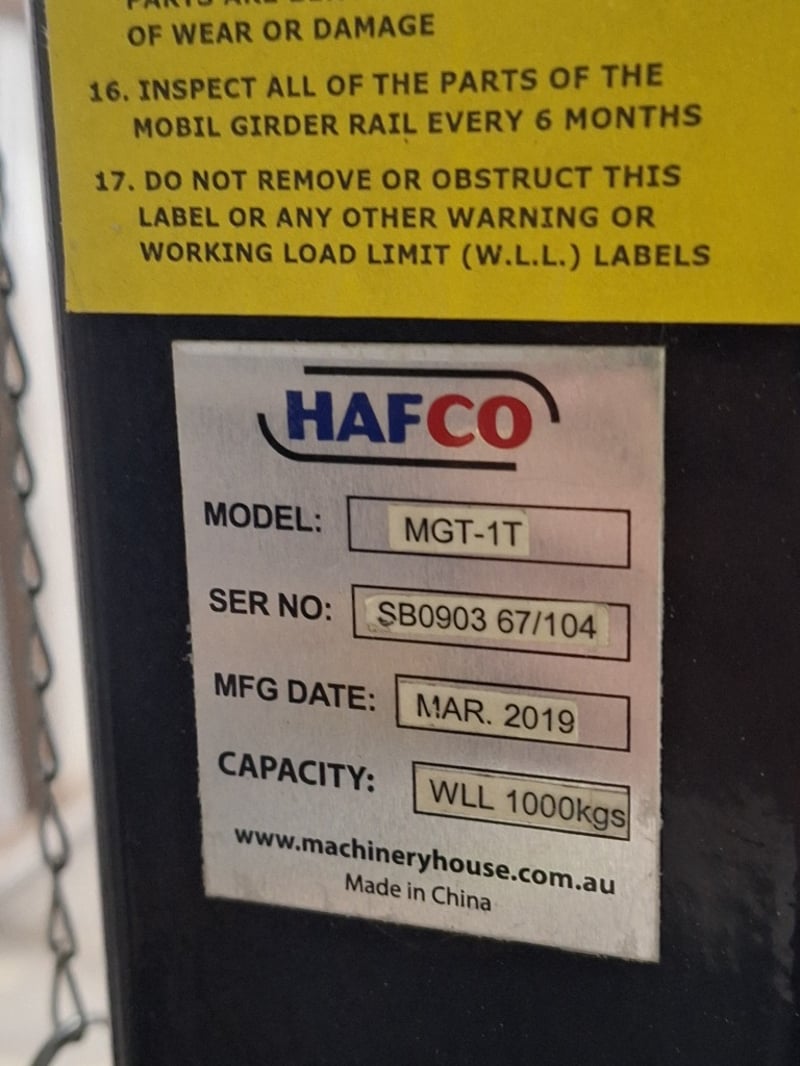 PARTS ARE
OF WEAR OR DAMAGE
16. INSPECT ALL OF THE PARTS OF THE
MOBIL GIRDER RAIL EVERY 6 MONTHS
17. DO NOT REMOVE OR OBSTRUCT THIS
LABEL OR ANY OTHER WARNING OR
WORKING LOAD LIMIT (W.L.L.) LABELS
HAFCO
MODEL: MGT-1T
SER NO: SB0903 67/104
MFG DATE: MAR. 2019
CAPACITY: WLL 1000kgs
www.machineryhouse.com.au
Made in China